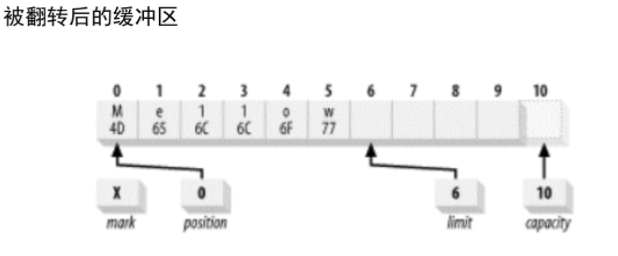 被翻转后的缓冲区
0 1 2 3 4 5 6 7 8 9 10
M e l l o w
4D 65 6C 6C 6F 77
X 0 6 10
mark position limit capacity